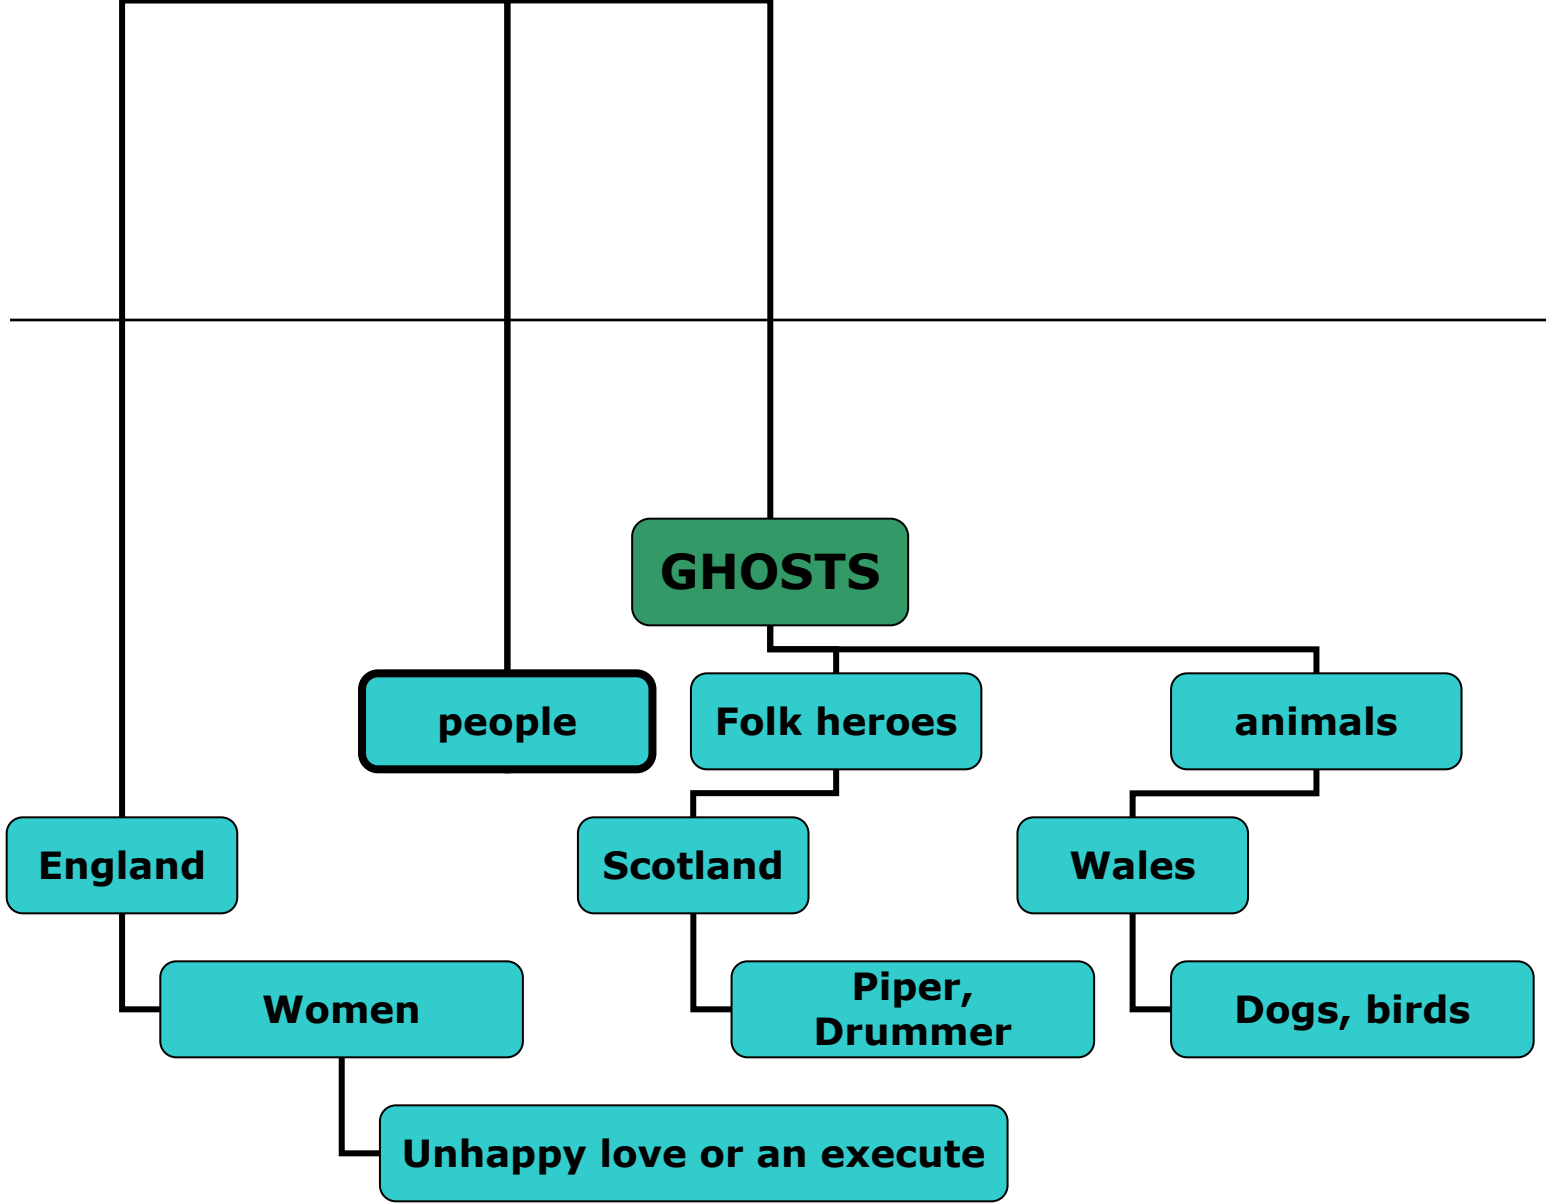 GHOSTS
people
Folk heroes
animals
England
Scotland
Wales
Women
Piper,
Drummer
Dogs, birds
Unhappy love or an execute